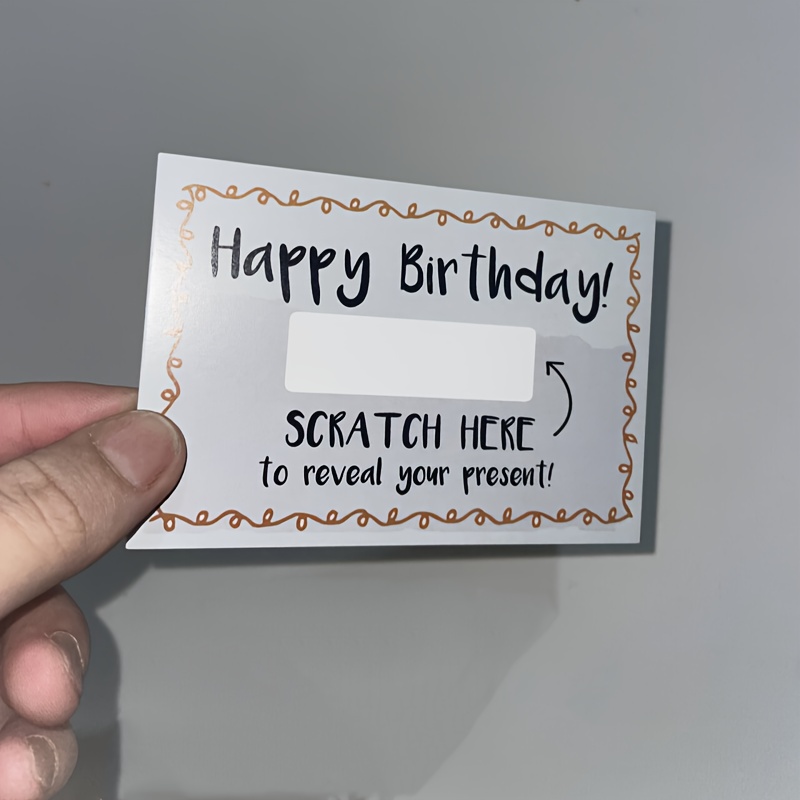 Happy Birthday!
SCRATCH HERE
to reveal your present!